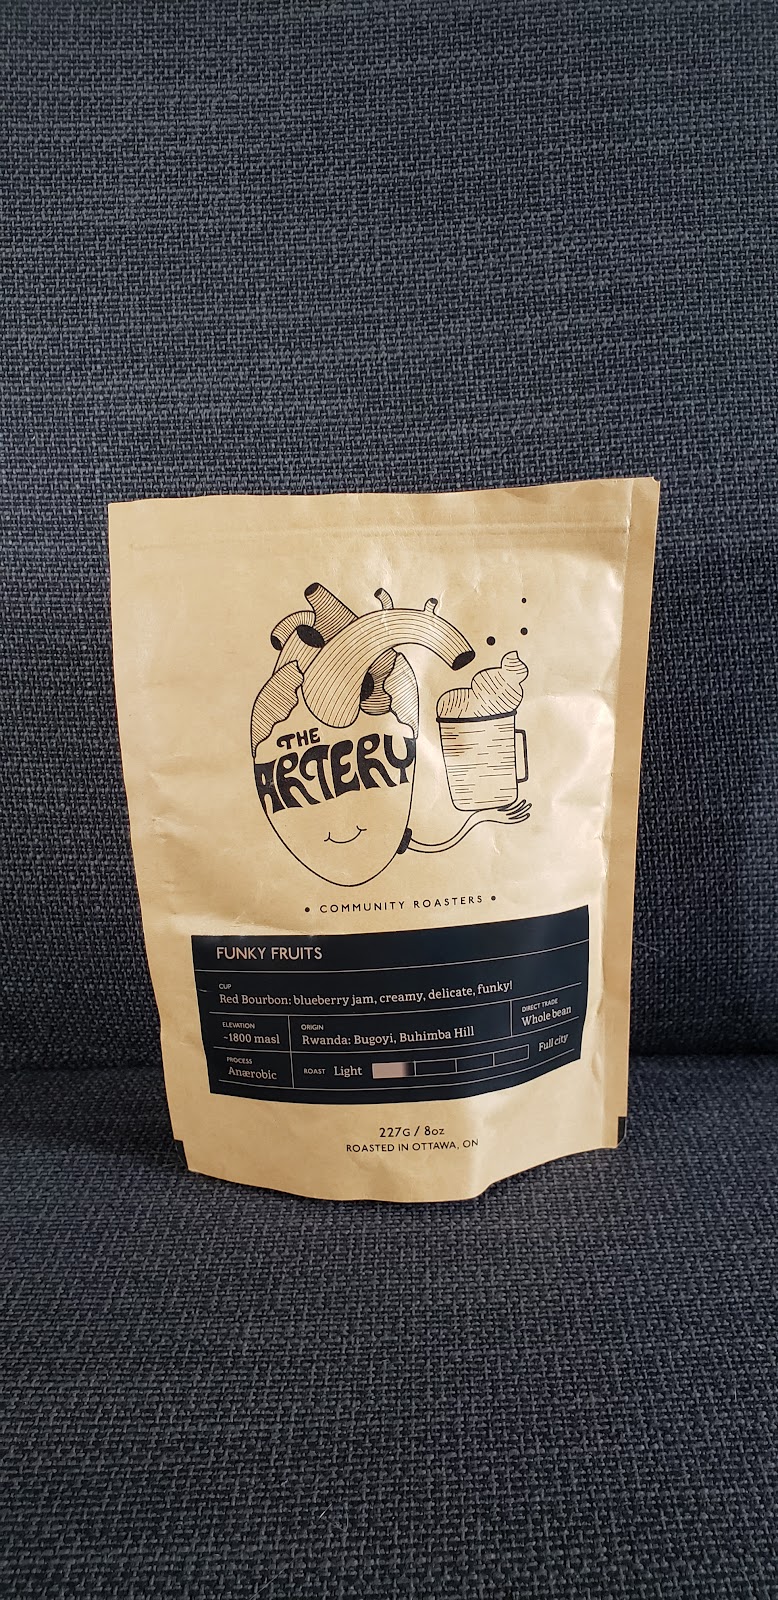 THE
ARTERY
• COMMUNITY ROASTERS •
FUNKY FRUITS
CUP
Red Bourbon: blueberry jam, creamy, delicate, funky!
ELEVATION
~1800 masl
ORIGIN
Rwanda: Bugoyi, Buhimba Hill
DIRECT TRADE
Whole bean
PROCESS
Anærobic
ROAST Light Full city
227G / 8oz
ROASTED IN OTTAWA, ON